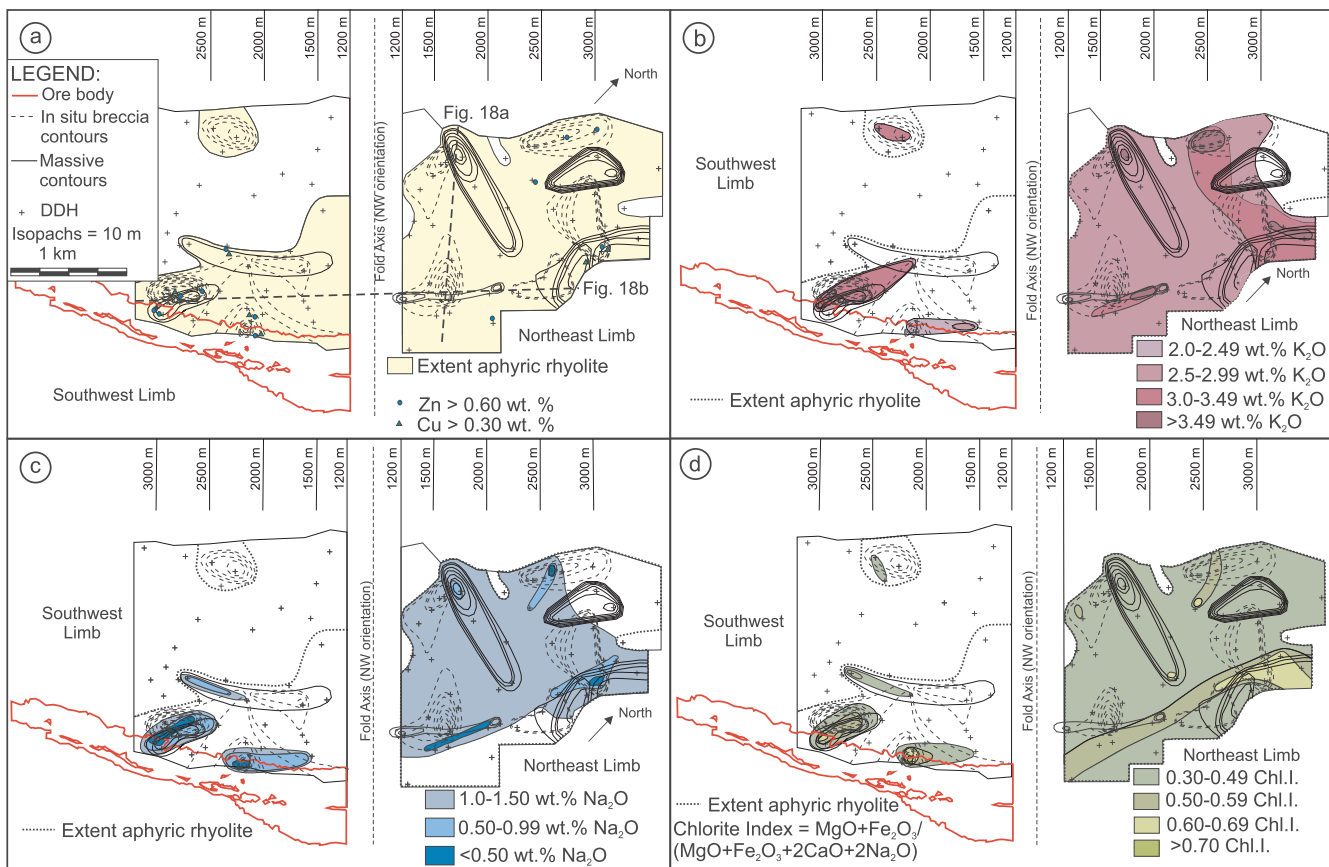 a
2500 m
2000 m
1500 m
1200 m
1200 m
1500 m
2000 m
2500 m
3000 m
LEGEND:
Ore body
In situ breccia
contours
Massive
contours
DDH
Isopachs = 10 m
1 km
Fold Axis (NW orientation)
North
Fig. 18a
Fig. 18b
Northeast Limb
Southwest Limb
Extent aphyric rhyolite
Zn > 0.60 wt. %
Cu > 0.30 wt. %
b
3000 m
2500 m
2000 m
1500 m
1200 m
1200 m
1500 m
2000 m
2500 m
3000 m
North
Southwest
Limb
Fold Axis (NW orientation)
North
Northeast Limb
2.0-2.49 wt.% K₂O
2.5-2.99 wt.% K₂O
3.0-3.49 wt.% K₂O
>3.49 wt.% K₂O
Extent aphyric rhyolite
c
3000 m
2500 m
2000 m
1500 m
1200 m
1200 m
1500 m
2000 m
2500 m
3000 m
Southwest
Limb
Fold Axis (NW orientation)
North
Northeast Limb
1.0-1.50 wt.% Na₂O
0.50-0.99 wt.% Na₂O
<0.50 wt.% Na₂O
Extent aphyric rhyolite
d
3000 m
2500 m
2000 m
1500 m
1200 m
1200 m
1500 m
2000 m
2500 m
3000 m
Southwest
Limb
Fold Axis (NW orientation)
North
Northeast Limb
0.30-0.49 Chl.I.
0.50-0.59 Chl.I.
0.60-0.69 Chl.I.
>0.70 Chl.I.
Extent aphyric rhyolite
Chlorite Index = MgO+Fe₂O₃/
(MgO+Fe₂O₃+2CaO+2Na₂O)